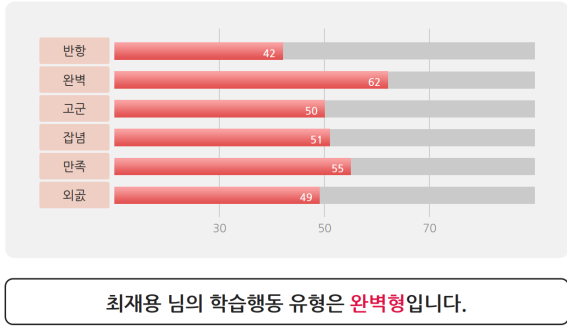 반항 42
완벽 62
고군 50
잡념 51
만족 55
외곬 49
30 50 70
최재용 님의 학습행동 유형은 완벽형입니다.